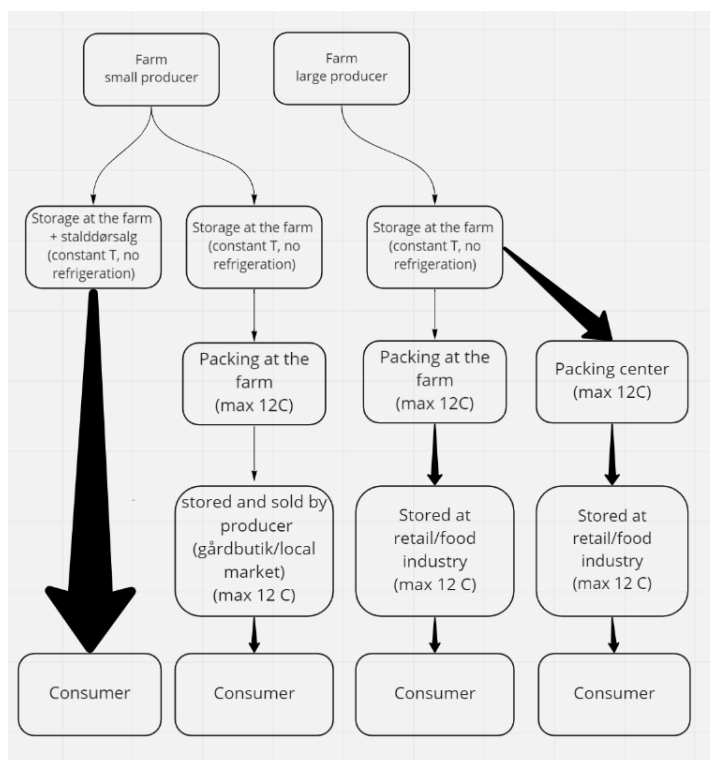 Farm
small producer
Farm
large producer
Storage at the farm
+ stalddørsalg
(constant T, no
refrigeration)
Storage at the farm
(constant T, no
refrigeration)
Storage at the farm
(constant T, no
refrigeration)
Packing at the
farm
(max 12C)
Packing at the
farm
(max 12C)
Packing center
(max 12C)
stored and sold by
producer
(gårdbutik/local
market)
(max 12 C)
Stored at
retail/food
industry
(max 12 C)
Stored at
retail/food
industry
(max 12 C)
Consumer
Consumer
Consumer
Consumer